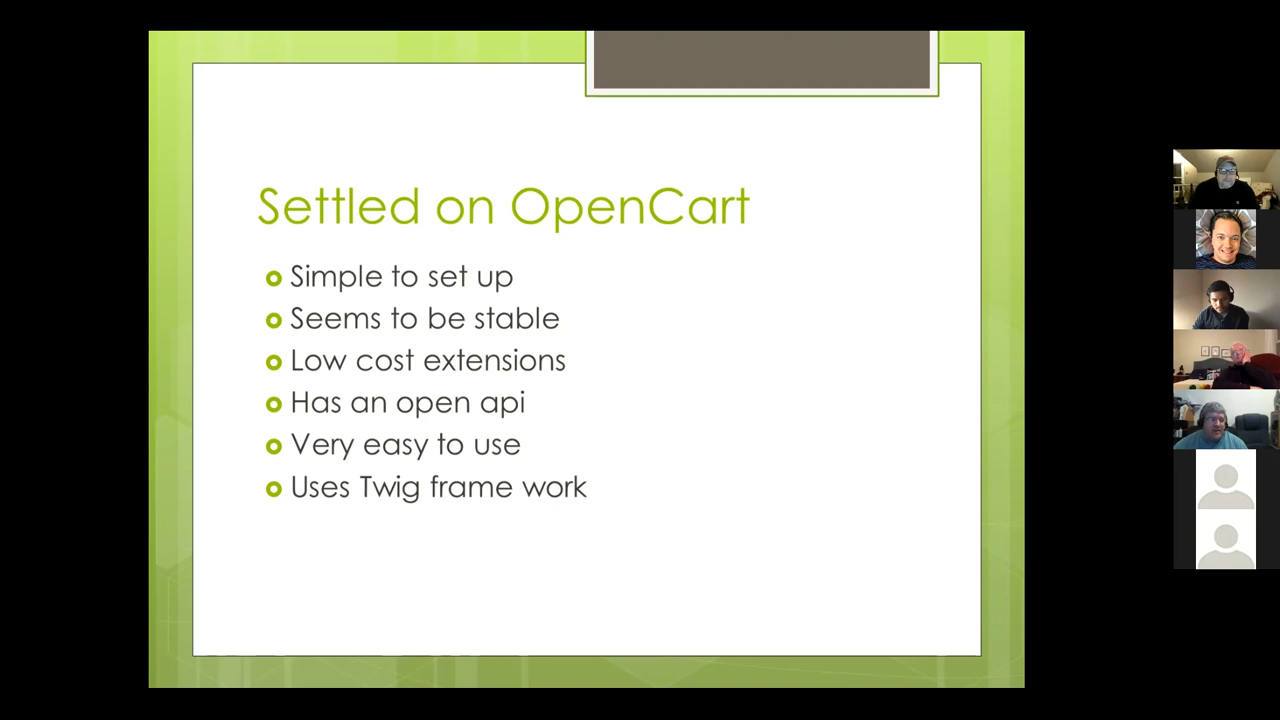 Settled on OpenCart
Simple to set up
Seems to be stable
Low cost extensions
Has an open api
Very easy to use
Uses Twig frame work